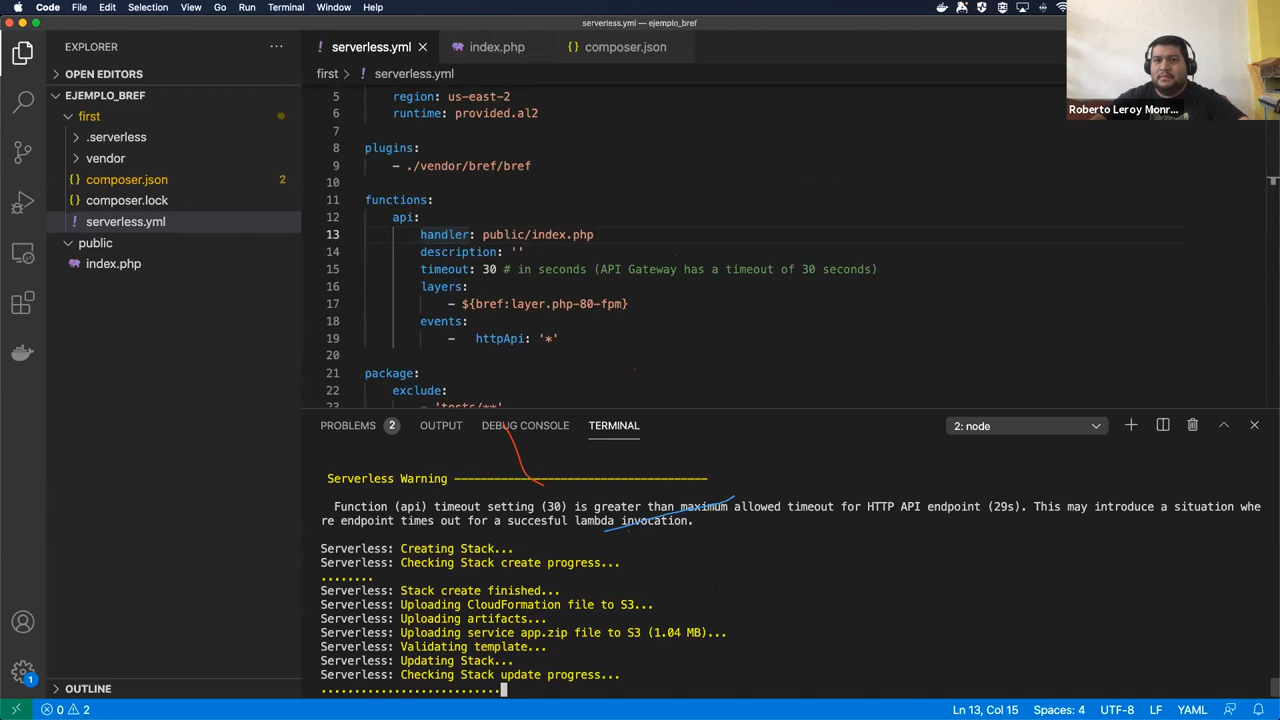 Code File Edit Selection View Go Run Terminal Window Help
serverless.yml — ejemplo_bref
EXPLORER
serverless.yml
index.php
composer.json
first > serverless.yml
Roberto Leroy Monr...
OPEN EDITORS
EJEMPLO_BREF
first
.serverless
vendor
composer.json 2
composer.lock
serverless.yml
public
index.php
OUTLINE
5 region: us-east-2
6 runtime: provided.al2
7
8 plugins:
9 - ./vendor/bref/bref
10
11 functions:
12 api:
13 handler: public/index.php
14 description: ''
15 timeout: 30 # in seconds (API Gateway has a timeout of 30 seconds)
16 layers:
17 - ${bref:layer.php-80-fpm}
18 events:
19 - httpApi: '*'
20
21 package:
22 exclude:
23 - 'tests/**'
PROBLEMS 2 OUTPUT DEBUG CONSOLE TERMINAL
2: node
Serverless Warning ----------------------------------------
Function (api) timeout setting (30) is greater than maximum allowed timeout for HTTP API endpoint (29s). This may introduce a situation whe
re endpoint times out for a succesful lambda invocation.
Serverless: Creating Stack...
Serverless: Checking Stack create progress...
........
Serverless: Stack create finished...
Serverless: Uploading CloudFormation file to S3...
Serverless: Uploading artifacts...
Serverless: Uploading service app.zip file to S3 (1.04 MB)...
Serverless: Validating template...
Serverless: Updating Stack...
Serverless: Checking Stack update progress...
...........................
1
0 2
Ln 13, Col 15 Spaces: 4 UTF-8 LF YAML